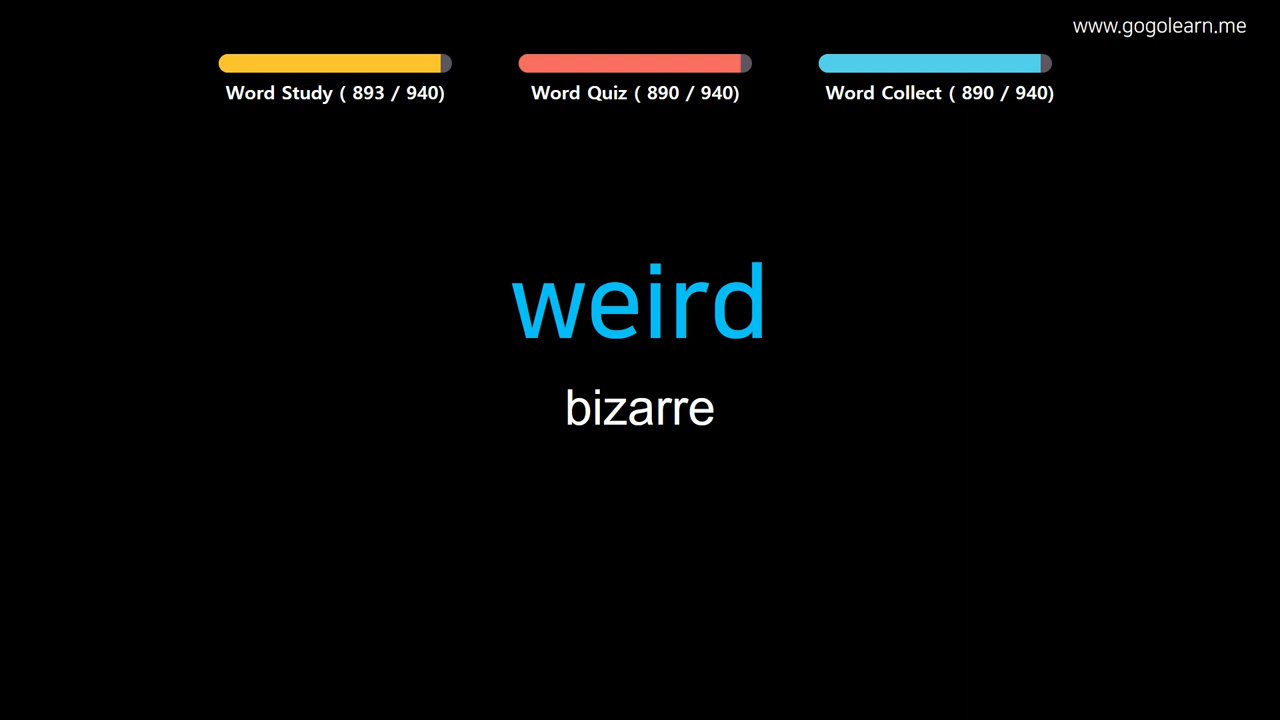 www.gogolearn.me
Word Study ( 893 / 940)
Word Quiz ( 890 / 940)
Word Collect ( 890 / 940)
weird
bizarre